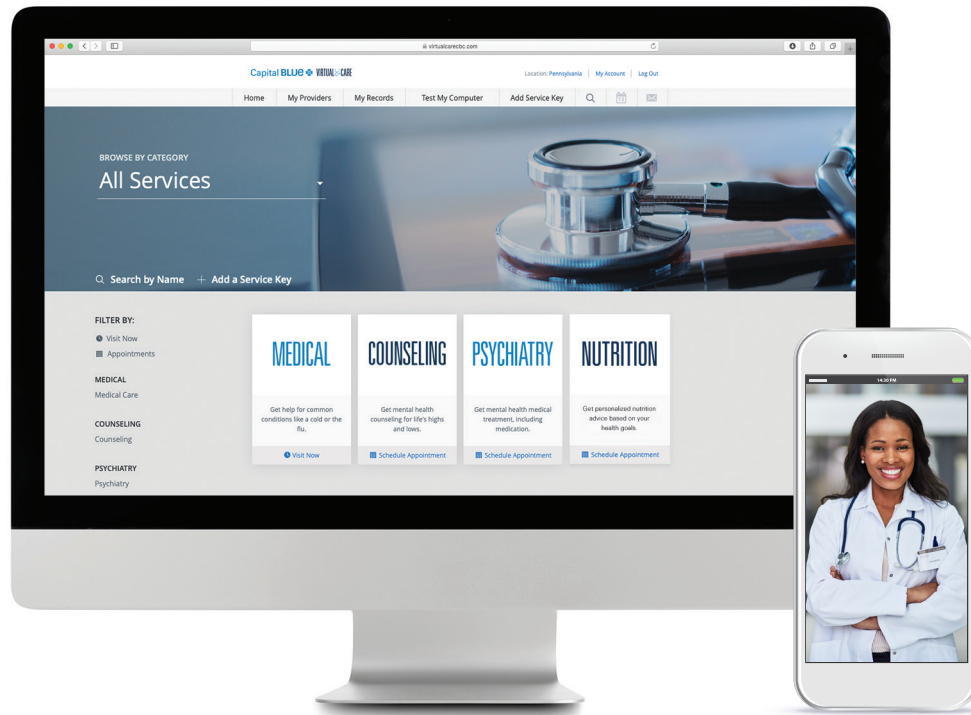 virtualcarecbc.com
Capital BLUE VIRTUAL CARE
Location: Pennsylvania | My Account | Log Out
Home My Providers My Records Test My Computer Add Service Key
BROWSE BY CATEGORY
All Services
Search by Name + Add a Service Key
FILTER BY:
Visit Now
Appointments
MEDICAL
Medical Care
COUNSELING
Counseling
PSYCHIATRY
Psychiatry
MEDICAL
Get help for common
conditions like a cold or the
flu.
Visit Now
COUNSELING
Get mental health
counseling for life's highs
and lows.
Schedule Appointment
PSYCHIATRY
Get mental health medical
treatment, including
medication.
Schedule Appointment
NUTRITION
Get personalized nutrition
advice based on your
health goals.
Schedule Appointment
14:30 PM